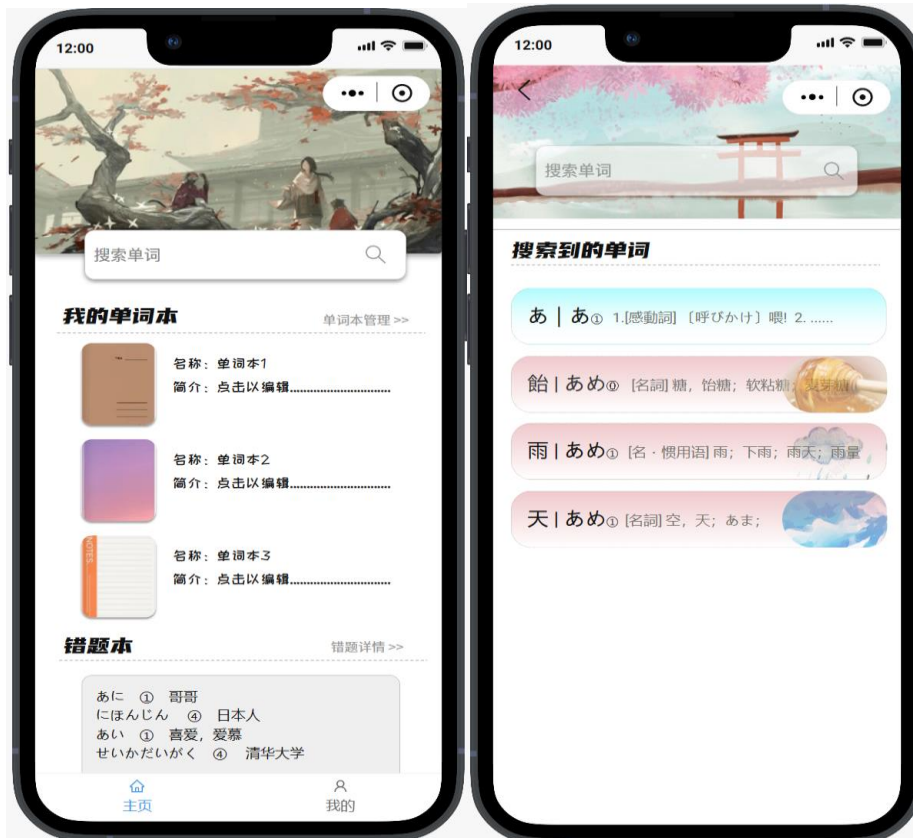 12:00
搜索单词
我的单词本
单词本管理 >>
名称：单词本1
简介：点击以编辑..............................
名称：单词本2
简介：点击以编辑..............................
NOTES
名称：单词本3
简介：点击以编辑..............................
错题本
错题详情 >>
あに ① 哥哥
にほんじん ④ 日本人
あい ① 喜爱，爱慕
せいかだいがく ④ 清华大学
主页
我的
12:00
搜索单词
搜索到的单词
あ | あ① 1.[感動詞] 〔呼びかけ〕喂! 2. ......
飴 | あめ⓪ [名詞] 糖，饴糖；软粘糖；麦芽糖
雨 | あめ① [名 · 惯用语] 雨；下雨；雨天；雨量
天 | あめ① [名詞] 空，天；あま；